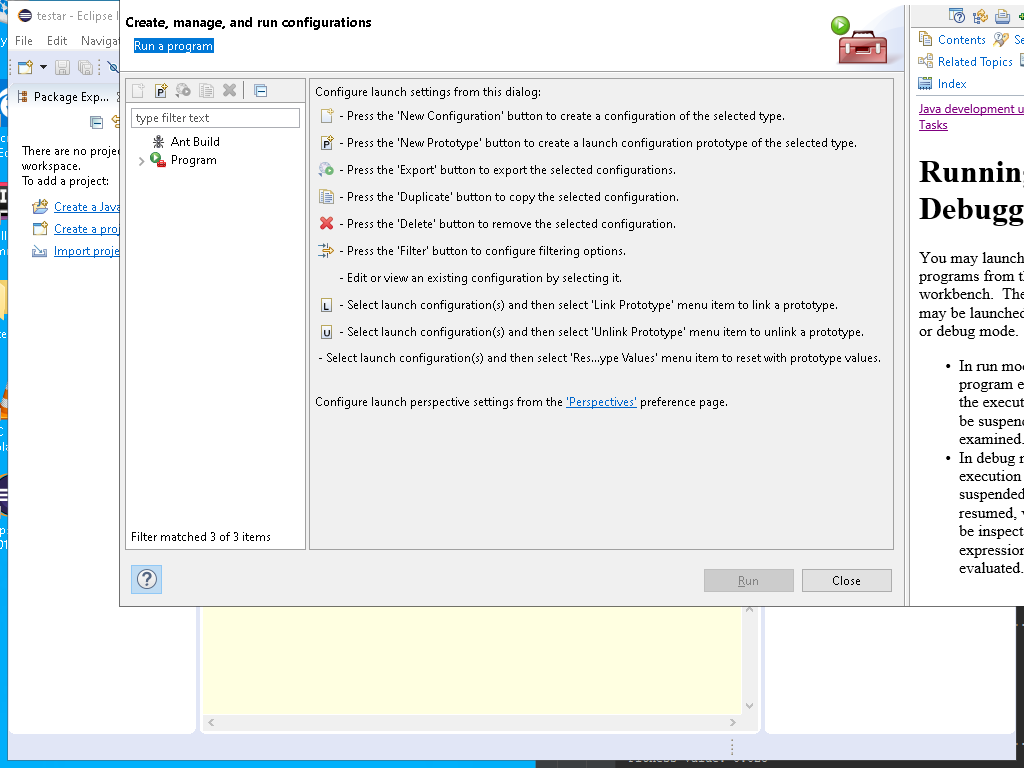 testar - Eclipse I
File Edit Naviga
Package Exp...
There are no proje
workspace.
To add a project:
Create a Java
Create a proj
Import proje
Create, manage, and run configurations
Run a program
type filter text
Ant Build
Program
Filter matched 3 of 3 items
Configure launch settings from this dialog:
- Press the 'New Configuration' button to create a configuration of the selected type.
- Press the 'New Prototype' button to create a launch configuration prototype of the selected type.
- Press the 'Export' button to export the selected configurations.
- Press the 'Duplicate' button to copy the selected configuration.
- Press the 'Delete' button to remove the selected configuration.
- Press the 'Filter' button to configure filtering options.
- Edit or view an existing configuration by selecting it.
- Select launch configuration(s) and then select 'Link Prototype' menu item to link a prototype.
- Select launch configuration(s) and then select 'Unlink Prototype' menu item to unlink a prototype.
- Select launch configuration(s) and then select 'Res...ype Values' menu item to reset with prototype values.
Configure launch perspective settings from the 'Perspectives' preference page.
Run Close
Contents Se
Related Topics
Index
Java development u
Tasks
Running
Debugg
You may launch
programs from th
workbench. The
may be launched
or debug mode.
• In run mod
program e
the execut
be suspend
examined.
• In debug m
execution
suspended
resumed, v
be inspect
expression
evaluated.